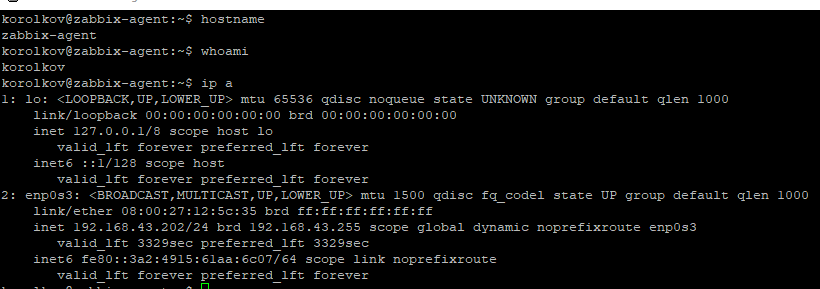 korolkov@zabbix-agent:~$ hostname
zabbix-agent
korolkov@zabbix-agent:~$ whoami
korolkov
korolkov@zabbix-agent:~$ ip a
1: lo: <LOOPBACK,UP,LOWER_UP> mtu 65536 qdisc noqueue state UNKNOWN group default qlen 1000
    link/loopback 00:00:00:00:00:00 brd 00:00:00:00:00:00
    inet 127.0.0.1/8 scope host lo
       valid_lft forever preferred_lft forever
    inet6 ::1/128 scope host
       valid_lft forever preferred_lft forever
2: enp0s3: <BROADCAST,MULTICAST,UP,LOWER_UP> mtu 1500 qdisc fq_codel state UP group default qlen 1000
    link/ether 08:00:27:12:5c:35 brd ff:ff:ff:ff:ff:ff
    inet 192.168.43.202/24 brd 192.168.43.255 scope global dynamic noprefixroute enp0s3
       valid_lft 3329sec preferred_lft 3329sec
    inet6 fe80::3a2:4915:61aa:6c07/64 scope link noprefixroute
       valid_lft forever preferred_lft forever
korolkov@zabbix-agent:~$